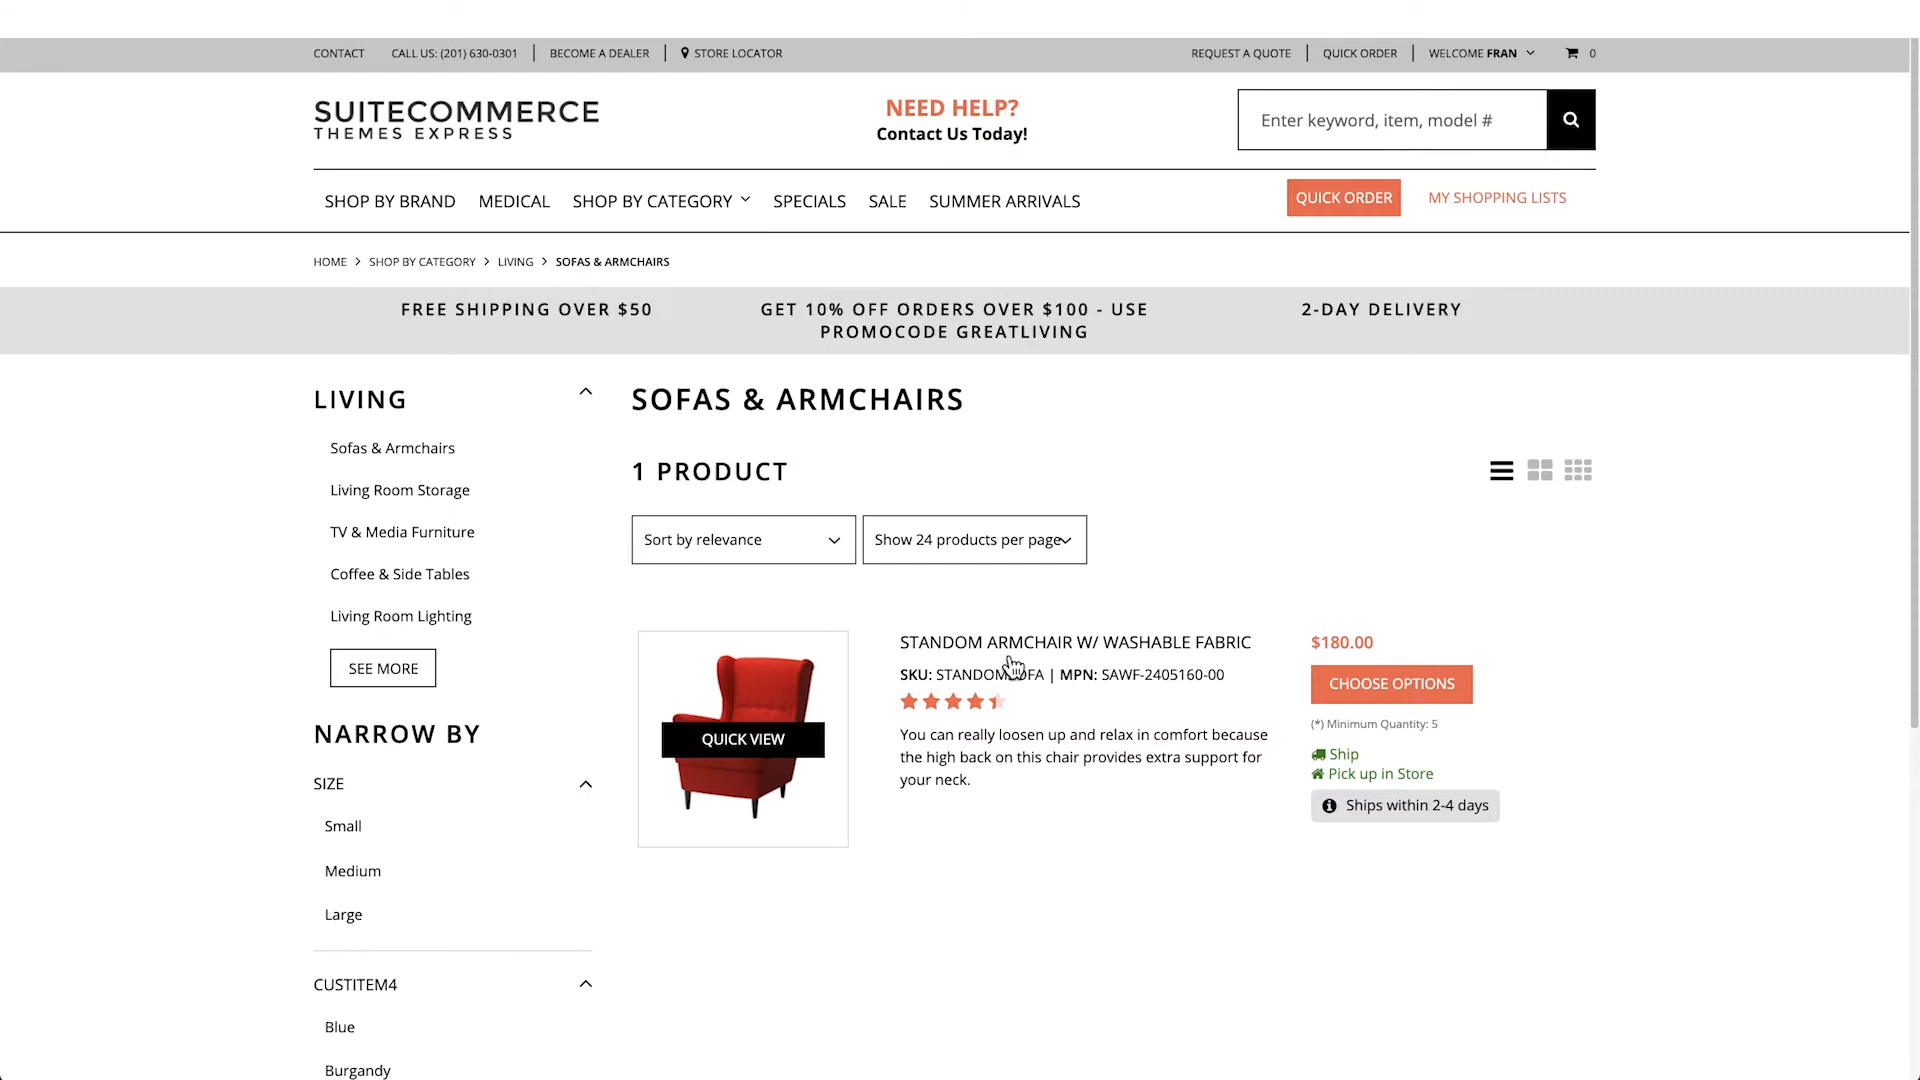 CONTACT
CALL US: (201) 630-0301
BECOME A DEALER
STORE LOCATOR
REQUEST A QUOTE
QUICK ORDER
WELCOME FRAN
0
SUITECOMMERCE
THEMES EXPRESS
NEED HELP?
Contact Us Today!
Enter keyword, item, model #
SHOP BY BRAND
MEDICAL
SHOP BY CATEGORY
SPECIALS
SALE
SUMMER ARRIVALS
QUICK ORDER
MY SHOPPING LISTS
HOME > SHOP BY CATEGORY > LIVING > SOFAS & ARMCHAIRS
FREE SHIPPING OVER $50
GET 10% OFF ORDERS OVER $100 - USE
PROMOCODE GREATLIVING
2-DAY DELIVERY
LIVING
Sofas & Armchairs
Living Room Storage
TV & Media Furniture
Coffee & Side Tables
Living Room Lighting
SEE MORE
NARROW BY
SIZE
Small
Medium
Large
CUSTITEM4
Blue
Burgandy
SOFAS & ARMCHAIRS
1 PRODUCT
Sort by relevance
Show 24 products per page
QUICK VIEW
STANDOM ARMCHAIR W/ WASHABLE FABRIC
SKU: | MPN: SAWF-2405160-00
You can really loosen up and relax in comfort because
the high back on this chair provides extra support for
your neck.
$180.00
CHOOSE OPTIONS
(*) Minimum Quantity: 5
Ship
Pick up in Store
Ships within 2-4 days